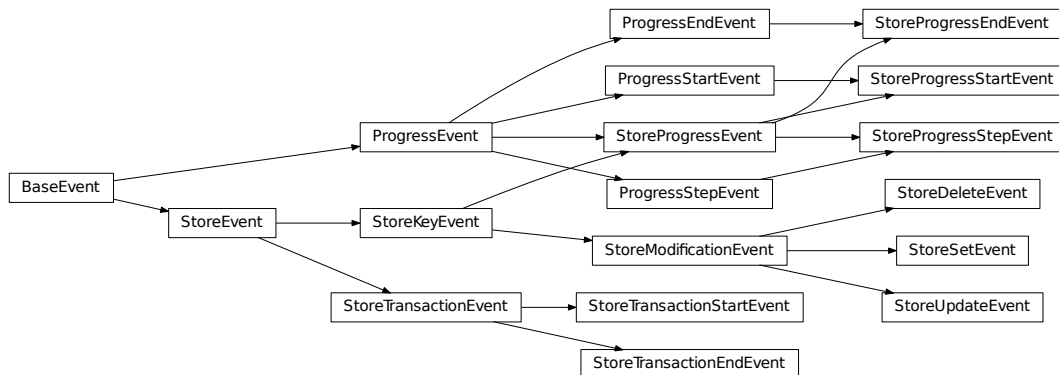 ProgressEndEvent
StoreProgressEndEvent
ProgressStartEvent
StoreProgressStartEvent
ProgressEvent
StoreProgressEvent
StoreProgressStepEvent
BaseEvent
ProgressStepEvent
StoreDeleteEvent
StoreEvent
StoreKeyEvent
StoreModificationEvent
StoreSetEvent
StoreTransactionEvent
StoreTransactionStartEvent
StoreUpdateEvent
StoreTransactionEndEvent